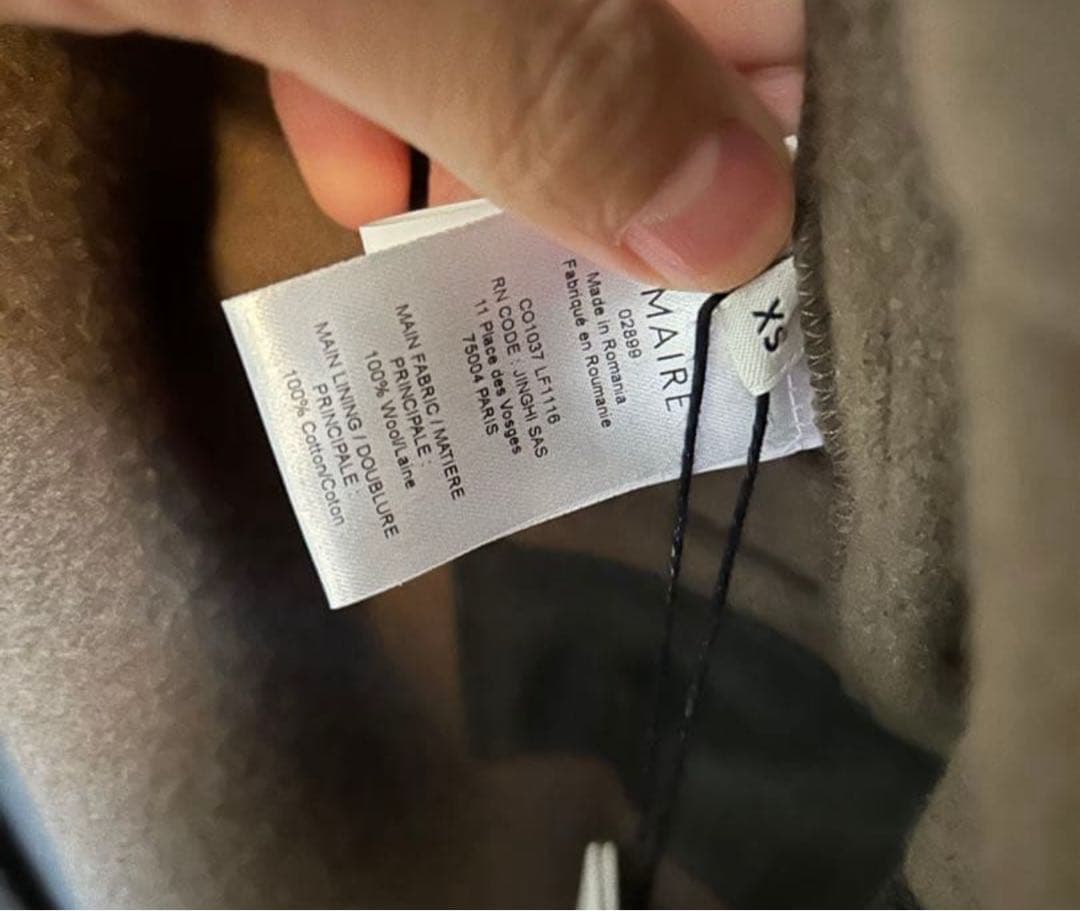 XS
MAIRE
02899
Made in Romania
Fabriqué en Roumanie
CO1037 LF1116
RN CODE : JINGHI SAS
11 Place des Vosges
75004 PARIS
MAIN FABRIC / MATIERE
PRINCIPALE :
100% Wool/Laine
MAIN LINING / DOUBLURE
PRINCIPALE :
100% Cotton/Coton